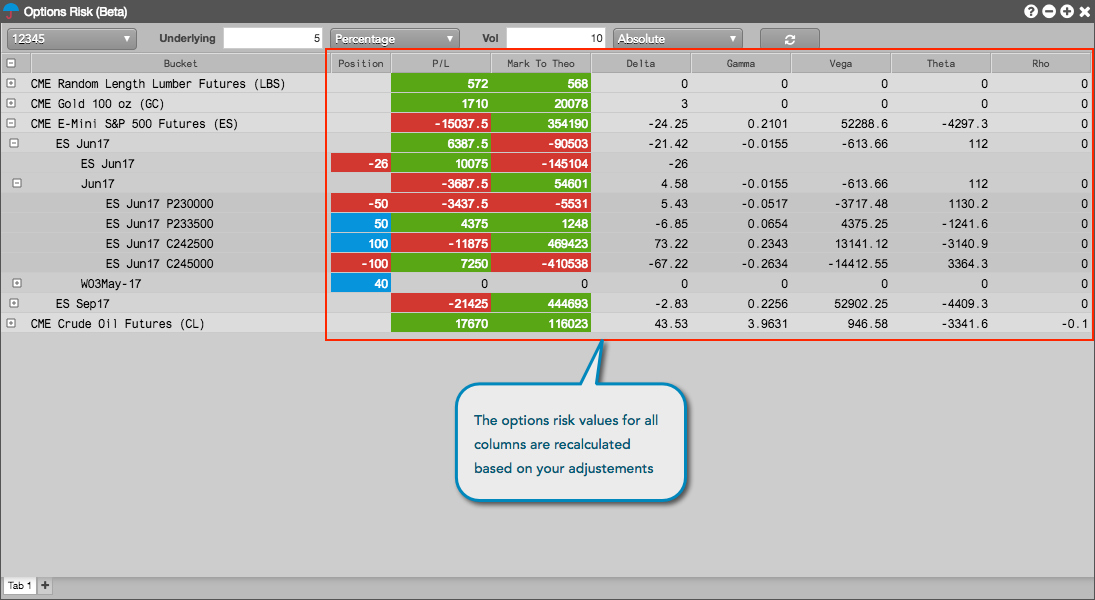 Options Risk (Beta)
12345 Underlying 5 Percentage Vol 10 Absolute
Bucket Position P/L Mark To Theo Delta Gamma Vega Theta Rho
CME Random Length Lumber Futures (LBS) 572 568 0 0 0 0 0
CME Gold 100 oz (GC) 1710 20078 3 0 0 0 0
CME E-Mini S&P 500 Futures (ES) -15037.5 354190 -24.25 0.2101 52288.6 -4297.3 0
ES Jun17 6387.5 -90503 -21.42 -0.0155 -613.66 112 0
ES Jun17 -26 10075 -145104 -26
Jun17 -3687.5 54601 4.58 -0.0155 -613.66 112 0
ES Jun17 P230000 -50 -3437.5 -5531 5.43 -0.0517 -3717.48 1130.2 0
ES Jun17 P233500 50 4375 1248 -6.85 0.0654 4375.25 -1241.6 0
ES Jun17 C242500 100 -11875 469423 73.22 0.2343 13141.12 -3140.9 0
ES Jun17 C245000 -100 7250 -410538 -67.22 -0.2634 -14412.55 3364.3 0
W03May-17 40 0 0 0 0 0 0 0
ES Sep17 -21425 444693 -2.83 0.2256 52902.25 -4409.3 0
CME Crude Oil Futures (CL) 17670 116023 43.53 3.9631 946.58 -3341.6 -0.1
The options risk values for all
columns are recalculated
based on your adjustements
Tab 1 +